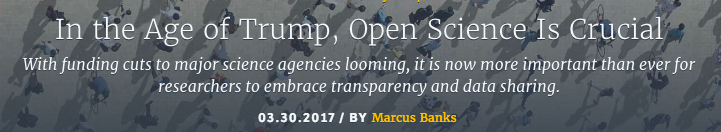 In the Age of Trump, Open Science Is Crucial
With funding cuts to major science agencies looming, it is now more important than ever for
researchers to embrace transparency and data sharing.
03.30.2017 / BY Marcus Banks